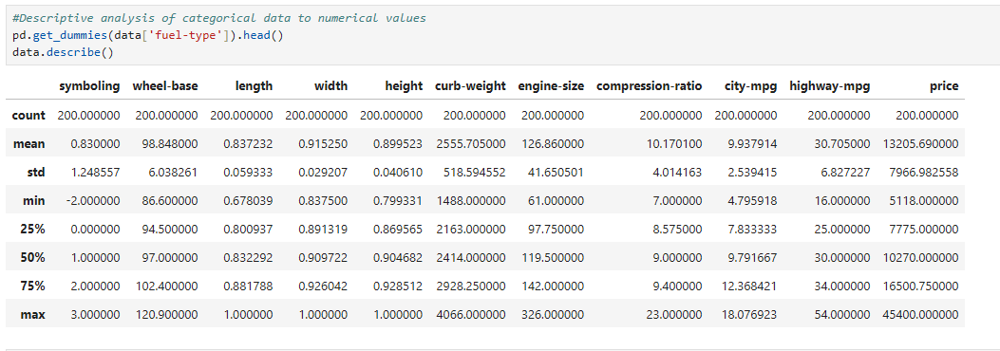 #Descriptive analysis of categorical data to numerical values
pd.get_dummies(data['fuel-type']).head()
data.describe()
symboling wheel-base length width height curb-weight engine-size compression-ratio city-mpg highway-mpg price
count 200.000000 200.000000 200.000000 200.000000 200.000000 200.000000 200.000000 200.000000 200.000000 200.000000 200.000000
mean 0.830000 98.848000 0.837232 0.915250 0.899523 2555.705000 126.860000 10.170100 9.937914 30.705000 13205.690000
std 1.248557 6.038261 0.059333 0.029207 0.040610 518.594552 41.650501 4.014163 2.539415 6.827227 7966.982558
min -2.000000 86.600000 0.678039 0.837500 0.799331 1488.000000 61.000000 7.000000 4.795918 16.000000 5118.000000
25% 0.000000 94.500000 0.800937 0.891319 0.869565 2163.000000 97.750000 8.575000 7.833333 25.000000 7775.000000
50% 1.000000 97.000000 0.832292 0.909722 0.904682 2414.000000 119.500000 9.000000 9.791667 30.000000 10270.000000
75% 2.000000 102.400000 0.881788 0.926042 0.928512 2928.250000 142.000000 9.400000 12.368421 34.000000 16500.750000
max 3.000000 120.900000 1.000000 1.000000 1.000000 4066.000000 326.000000 23.000000 18.076923 54.000000 45400.000000